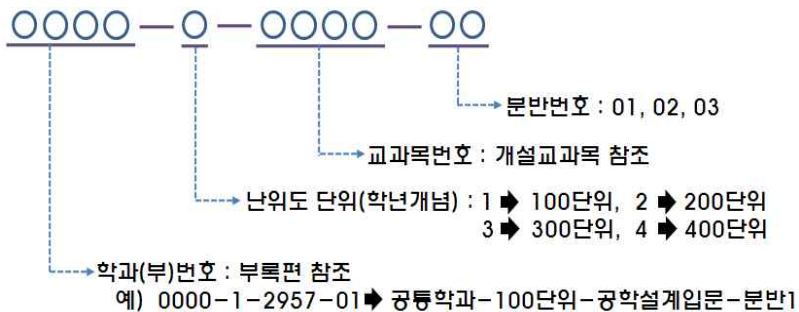 ○○○○ － ○ － ○○○○ － ○○
분반번호 : 01, 02, 03
교과목번호 : 개설교과목 참조
난위도 단위(학년개념) : 1 ➡ 100단위, 2 ➡ 200단위
3 ➡ 300단위, 4 ➡ 400단위
학과(부)번호 : 부록편 참조
예) 0000-1-2957-01➡ 공통학과-100단위-공학설계입문-분반1